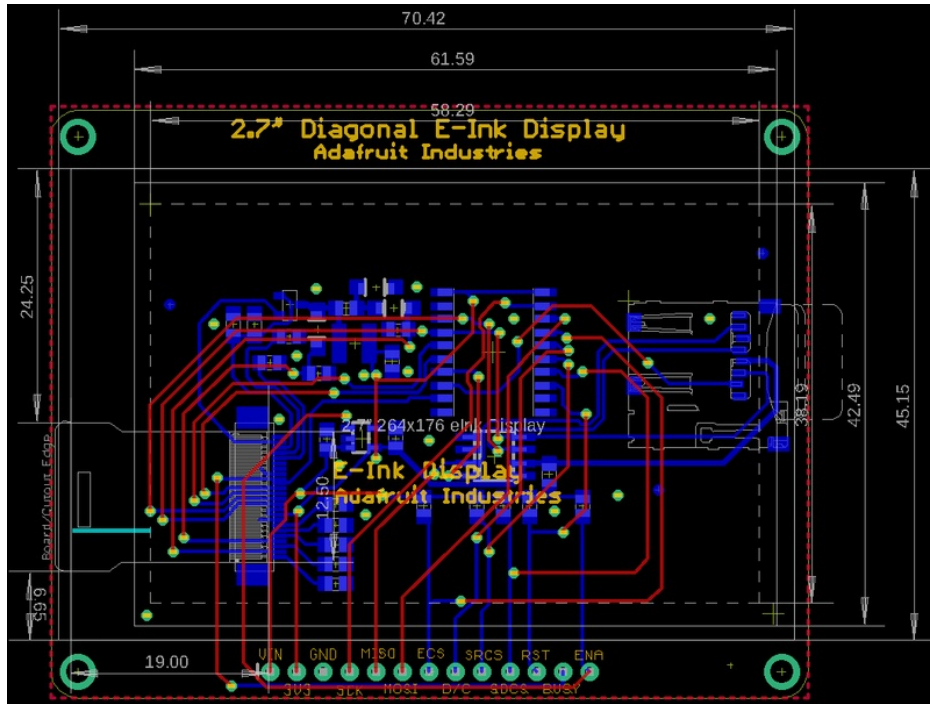 70.42
61.59
58.29
2.7" Diagonal E-Ink Display
Adafruit Industries
24.25
38.19
42.49
45.15
2.7" 264x176 eInk Display
E-Ink Display
Adafruit Industries
12.50
Board/Cutout Edge
6.65
19.00
VIN GND MISO ECS SRCS RST ENA
3V3 SCK MOSI D/C SDCS BUSY